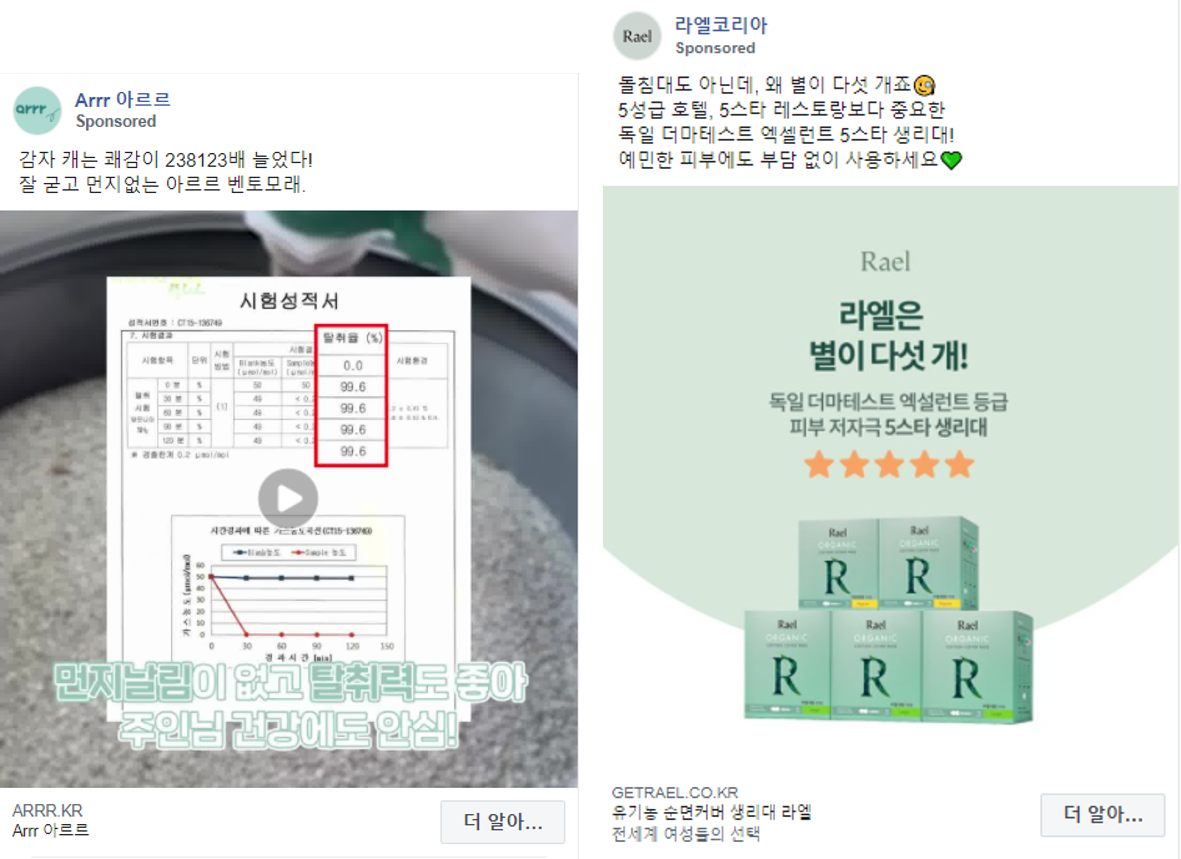 arrr
Arrr 아르르
Sponsored
감자 캐는 쾌감이 238123배 늘었다!
잘 굳고 먼지없는 아르르 벤토모래.
시험성적서
성적서번호 : CT15-136749
7. 시험결과
시험항목 단위 시험방법 시험결 탈취율 (%) 시험환경
Blank농도 (μmol/mol) Sample농 (μmol/m
탈취시험
0 분 % (1) 50 50 0.0
30 분 % 49 < 0.2 99.6
60 분 % 49 < 0.2 99.6
90 분 % 49 < 0.2 99.6
120 분 % 49 < 0.2 99.6
※ 검출한계 0.2 μmol/mol
시간경과에 따른 가스농도곡선(CT15-136749)
Blank농도 Sample 농도
가스농도(μmol/mol)
60
50
40
30
20
10
0
0 30 60 90 120 150
경과시간 [min]
먼지날림이 없고 탈취력도 좋아
주인님 건강에도 안심!
ARRR.KR
Arrr 아르르
더 알아...
Rael
라엘코리아
Sponsored
돌침대도 아닌데, 왜 별이 다섯 개죠🧐
5성급 호텔, 5스타 레스토랑보다 중요한
독일 더마테스트 엑셀런트 5스타 생리대!
예민한 피부에도 부담 없이 사용하세요💚
Rael
라엘은
별이 다섯 개!
독일 더마테스트 엑설런트 등급
피부 저자극 5스타 생리대
Rael Rael
ORGANIC ORGANIC
R R
Rael Rael Rael
ORGANIC ORGANIC ORGANIC
R R R
GETRAEL.CO.KR
유기농 순면커버 생리대 라엘
전세계 여성들의 선택
더 알아...